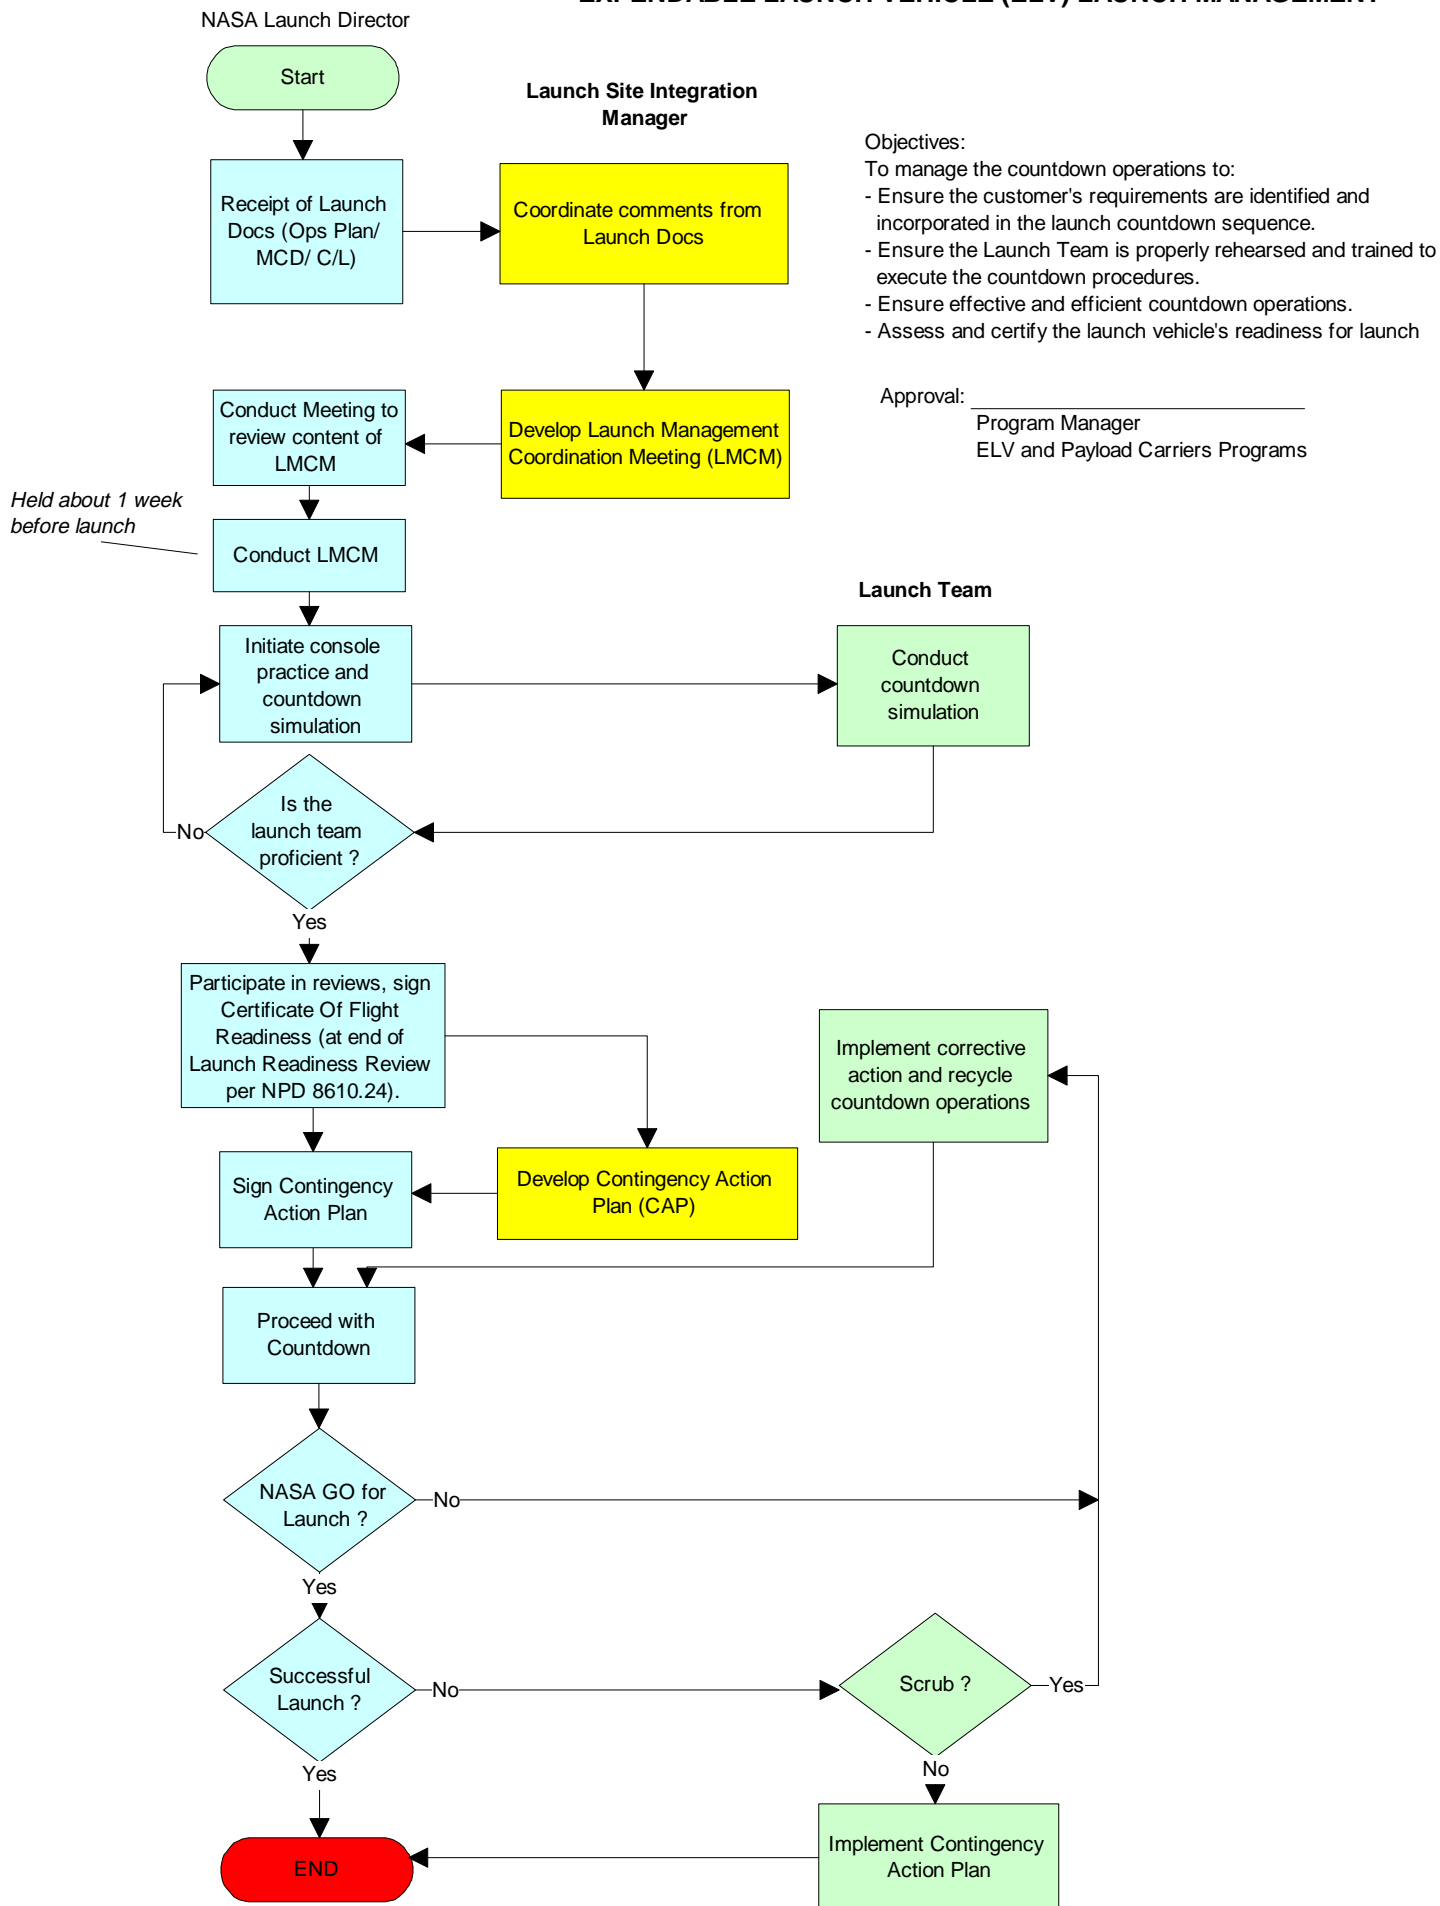 EXPENDABLE LAUNCH VEHICLE (ELV) LAUNCH MANAGEMENT
NASA Launch Director
Start
Launch Site Integration
Manager
Objectives:
To manage the countdown operations to:
- Ensure the customer's requirements are identified and
incorporated in the launch countdown sequence.
- Ensure the Launch Team is properly rehearsed and trained to
execute the countdown procedures.
- Ensure effective and efficient countdown operations.
- Assess and certify the launch vehicle's readiness for launch
Receipt of Launch
Docs (Ops Plan/
MCD/ C/L)
Coordinate comments from
Launch Docs
Approval:
Program Manager
ELV and Payload Carriers Programs
Conduct Meeting to
review content of
LMCM
Develop Launch Management
Coordination Meeting (LMCM)
Held about 1 week
before launch
Conduct LMCM
Launch Team
Initiate console
practice and
countdown
simulation
Conduct
countdown
simulation
Is the
launch team
proficient ?
No
Yes
Participate in reviews, sign
Certificate Of Flight
Readiness (at end of
Launch Readiness Review
per NPD 8610.24).
Implement corrective
action and recycle
countdown operations
Sign Contingency
Action Plan
Develop Contingency Action
Plan (CAP)
Proceed with
Countdown
NASA GO for
Launch ?
No
Yes
Successful
Launch ?
No
Scrub ?
Yes
Yes
No
END
Implement Contingency
Action Plan